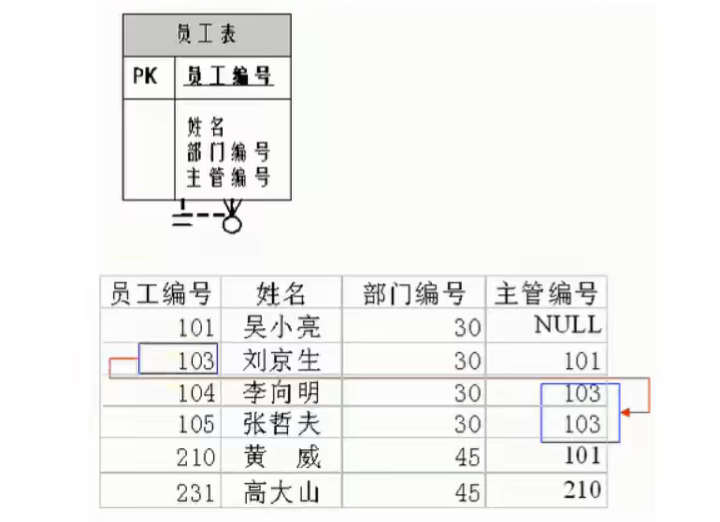 员工表
PK 员工编号
姓名
部门编号
主管编号
员工编号 姓名 部门编号 主管编号
101 吴小亮 30 NULL
103 刘京生 30 101
104 李向明 30 103
105 张哲夫 30 103
210 黄 威 45 101
231 高大山 45 210